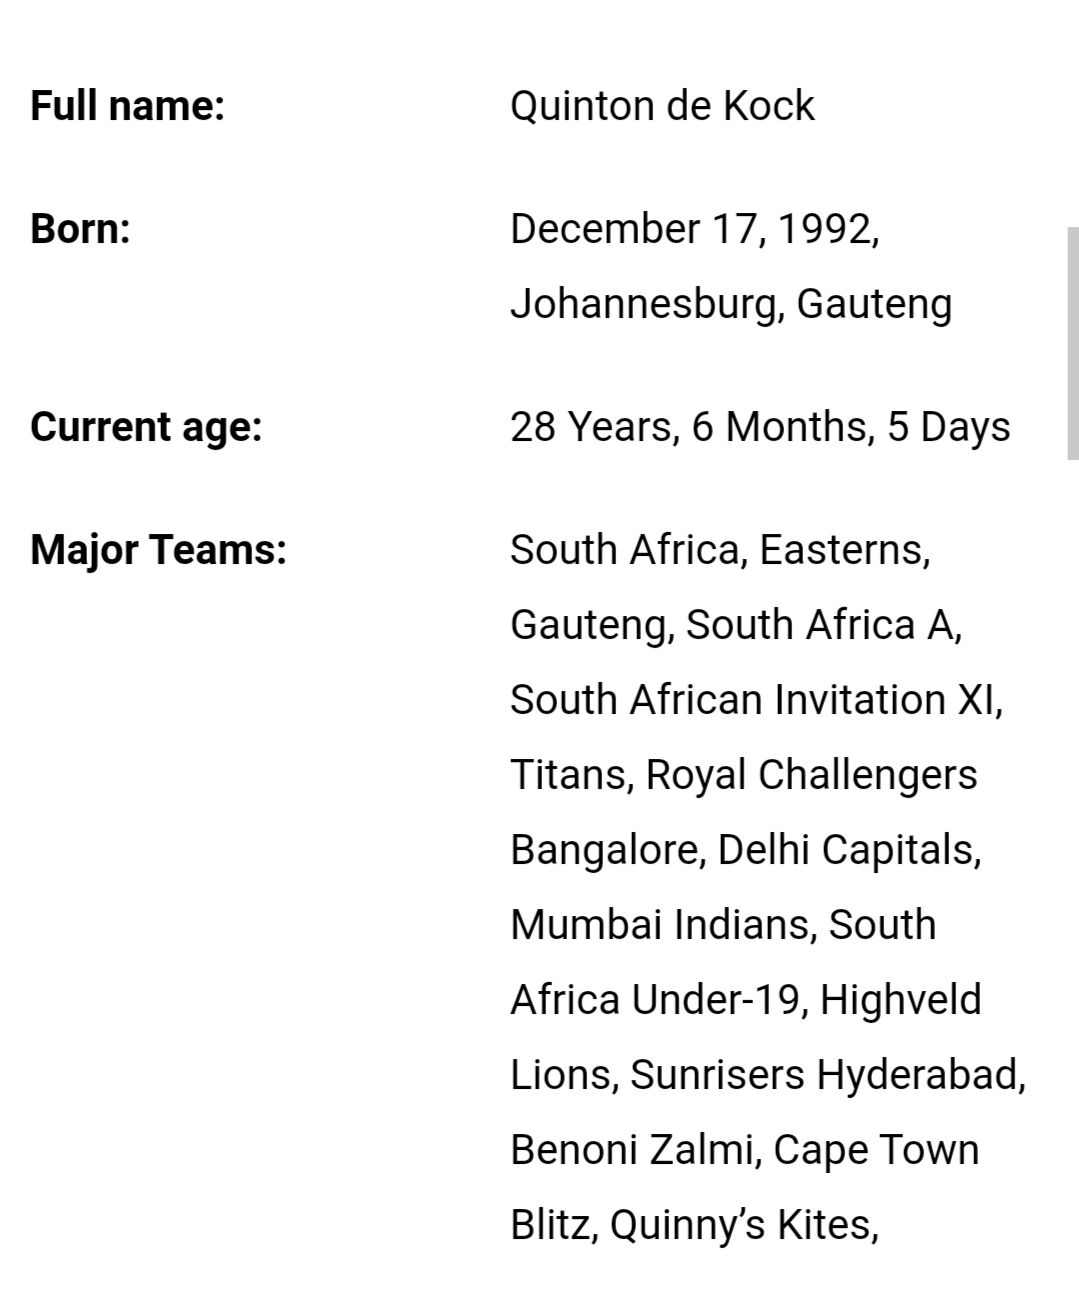 Full name: Quinton de Kock
Born: December 17, 1992,
Johannesburg, Gauteng
Current age: 28 Years, 6 Months, 5 Days
Major Teams: South Africa, Easterns,
Gauteng, South Africa A,
South African Invitation XI,
Titans, Royal Challengers
Bangalore, Delhi Capitals,
Mumbai Indians, South
Africa Under-19, Highveld
Lions, Sunrisers Hyderabad,
Benoni Zalmi, Cape Town
Blitz, Quinny’s Kites,